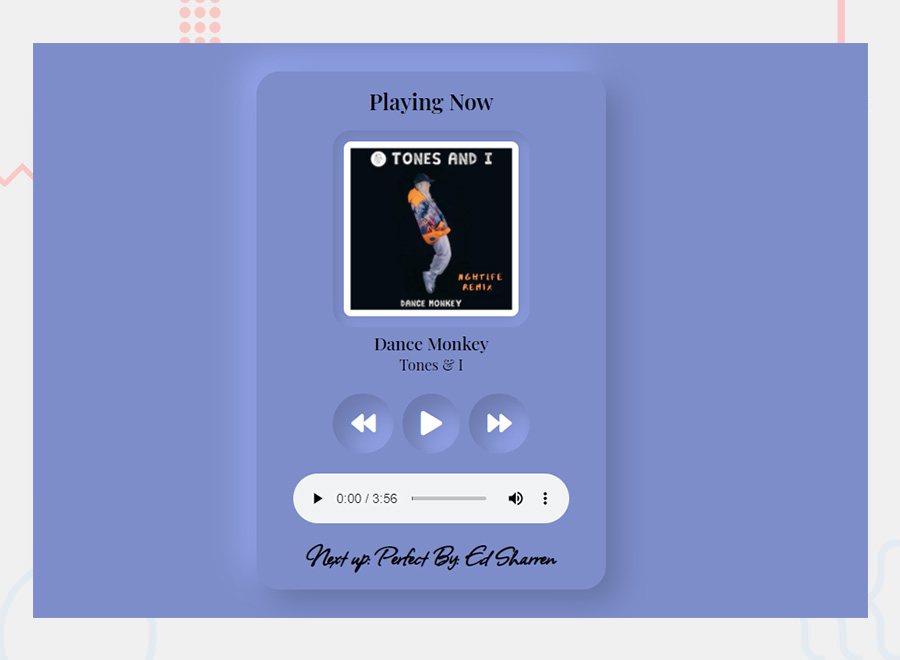 Playing Now
TONES AND I
NGHTLFE
REMIX
DANCE MONKEY
Dance Monkey
Tones & I
0:00 / 3:56
Next up: Perfect By: Ed Sharren